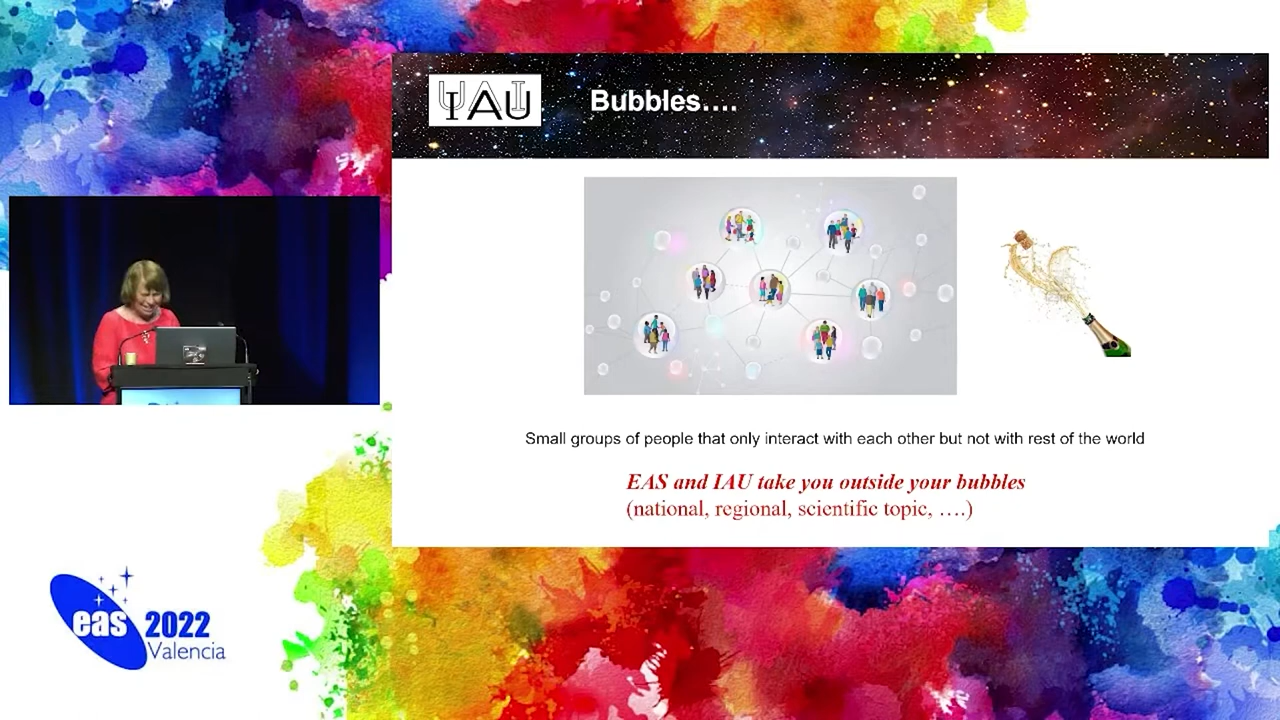 IAU
Bubbles....
Small groups of people that only interact with each other but not with rest of the world
EAS and IAU take you outside your bubbles
(national, regional, scientific topic, ....)
eas 2022
Valencia